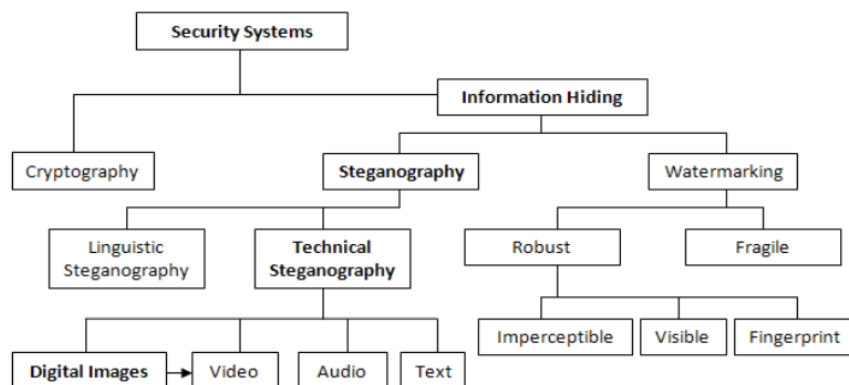 Security Systems
Information Hiding
Cryptography
Steganography
Watermarking
Linguistic
Steganography
Technical
Steganography
Robust
Fragile
Imperceptible
Visible
Fingerprint
Digital Images
Video
Audio
Text